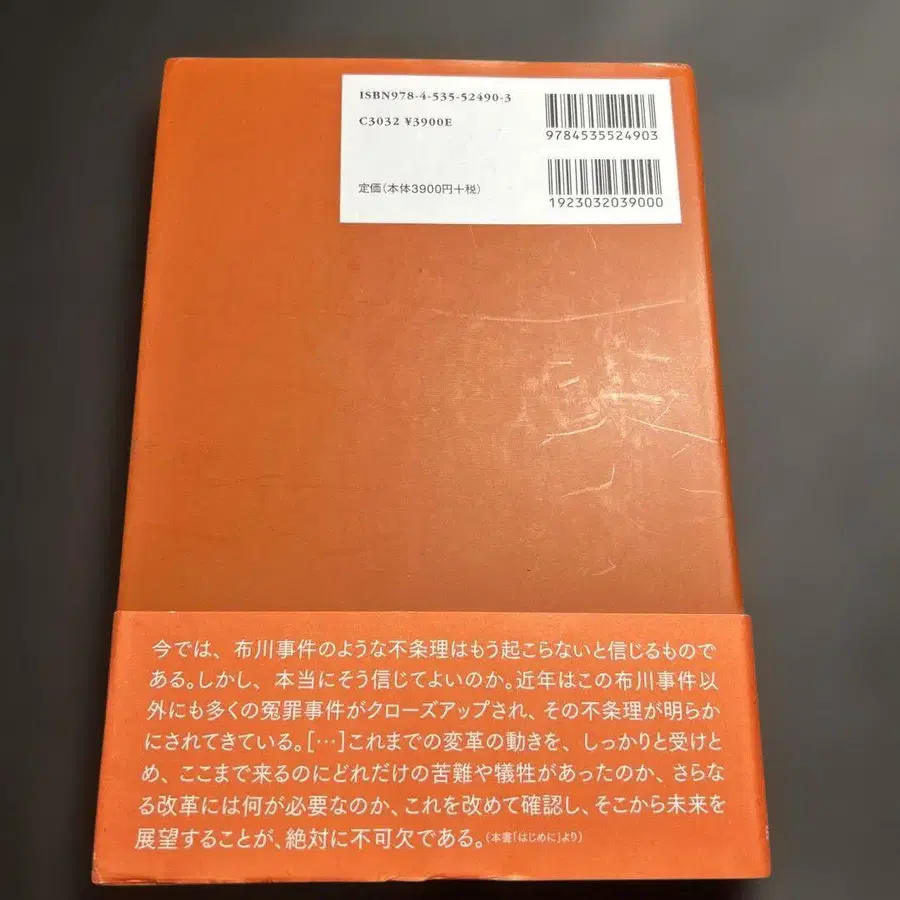 ISBN978-4-535-52490-3
C3032 ¥3900E
定価(本体3900円+税)
9784535524903
1923032039000
今では、布川事件のような不条理はもう起こらないと信じるもので
ある。しかし、本当にそう信じてよいのか。近年はこの布川事件以
外にも多くの冤罪事件がクローズアップされ、その不条理が明らか
にされてきている。[…]これまでの変革の動きを、しっかりと受けと
め、ここまで来るのにどれだけの苦難や犠牲があったのか、さらな
る改革には何が必要なのか、これを改めて確認し、そこから未来を
展望することが、絶対に不可欠である。(本書「はじめに」より)